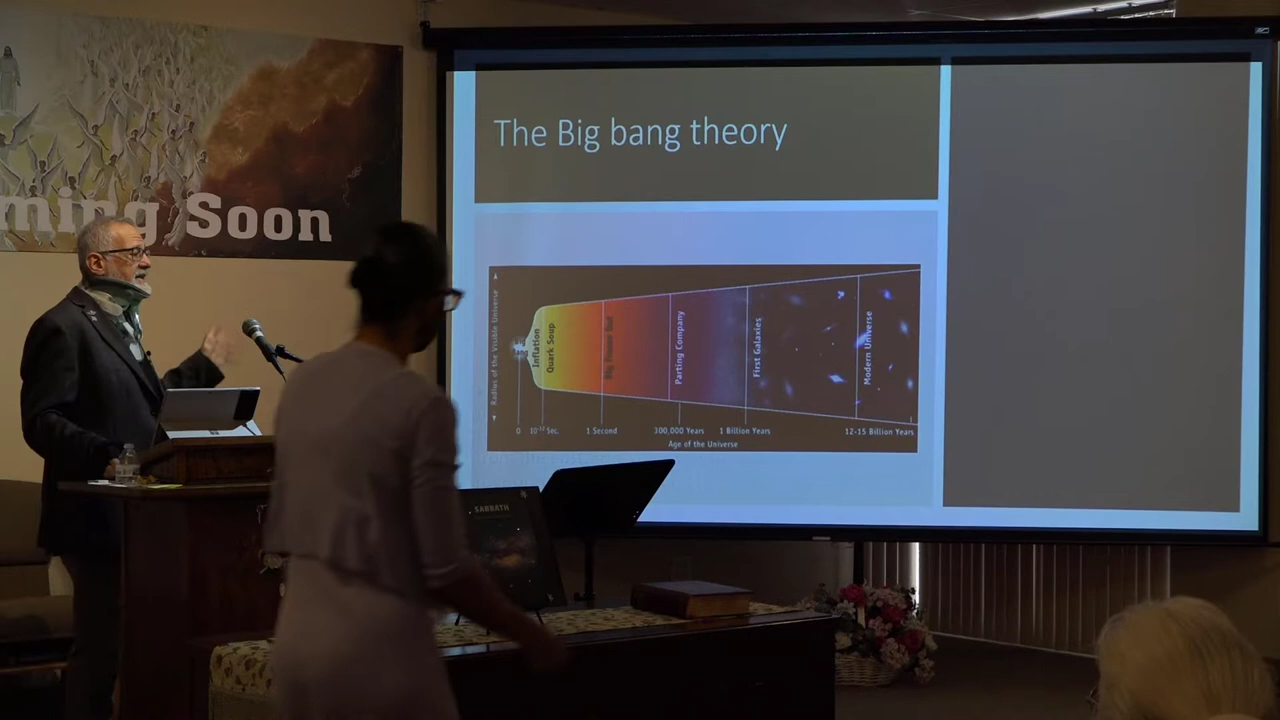 ming Soon
The Big bang theory
Radius of the Visible Universe
Inflation
Quark Soup
Parting Company
First Galaxies
Modern Universe
0
1 Second
300,000 Years
1 Billion Years
12-15 Billion Years
Age of the Universe
SABBATH